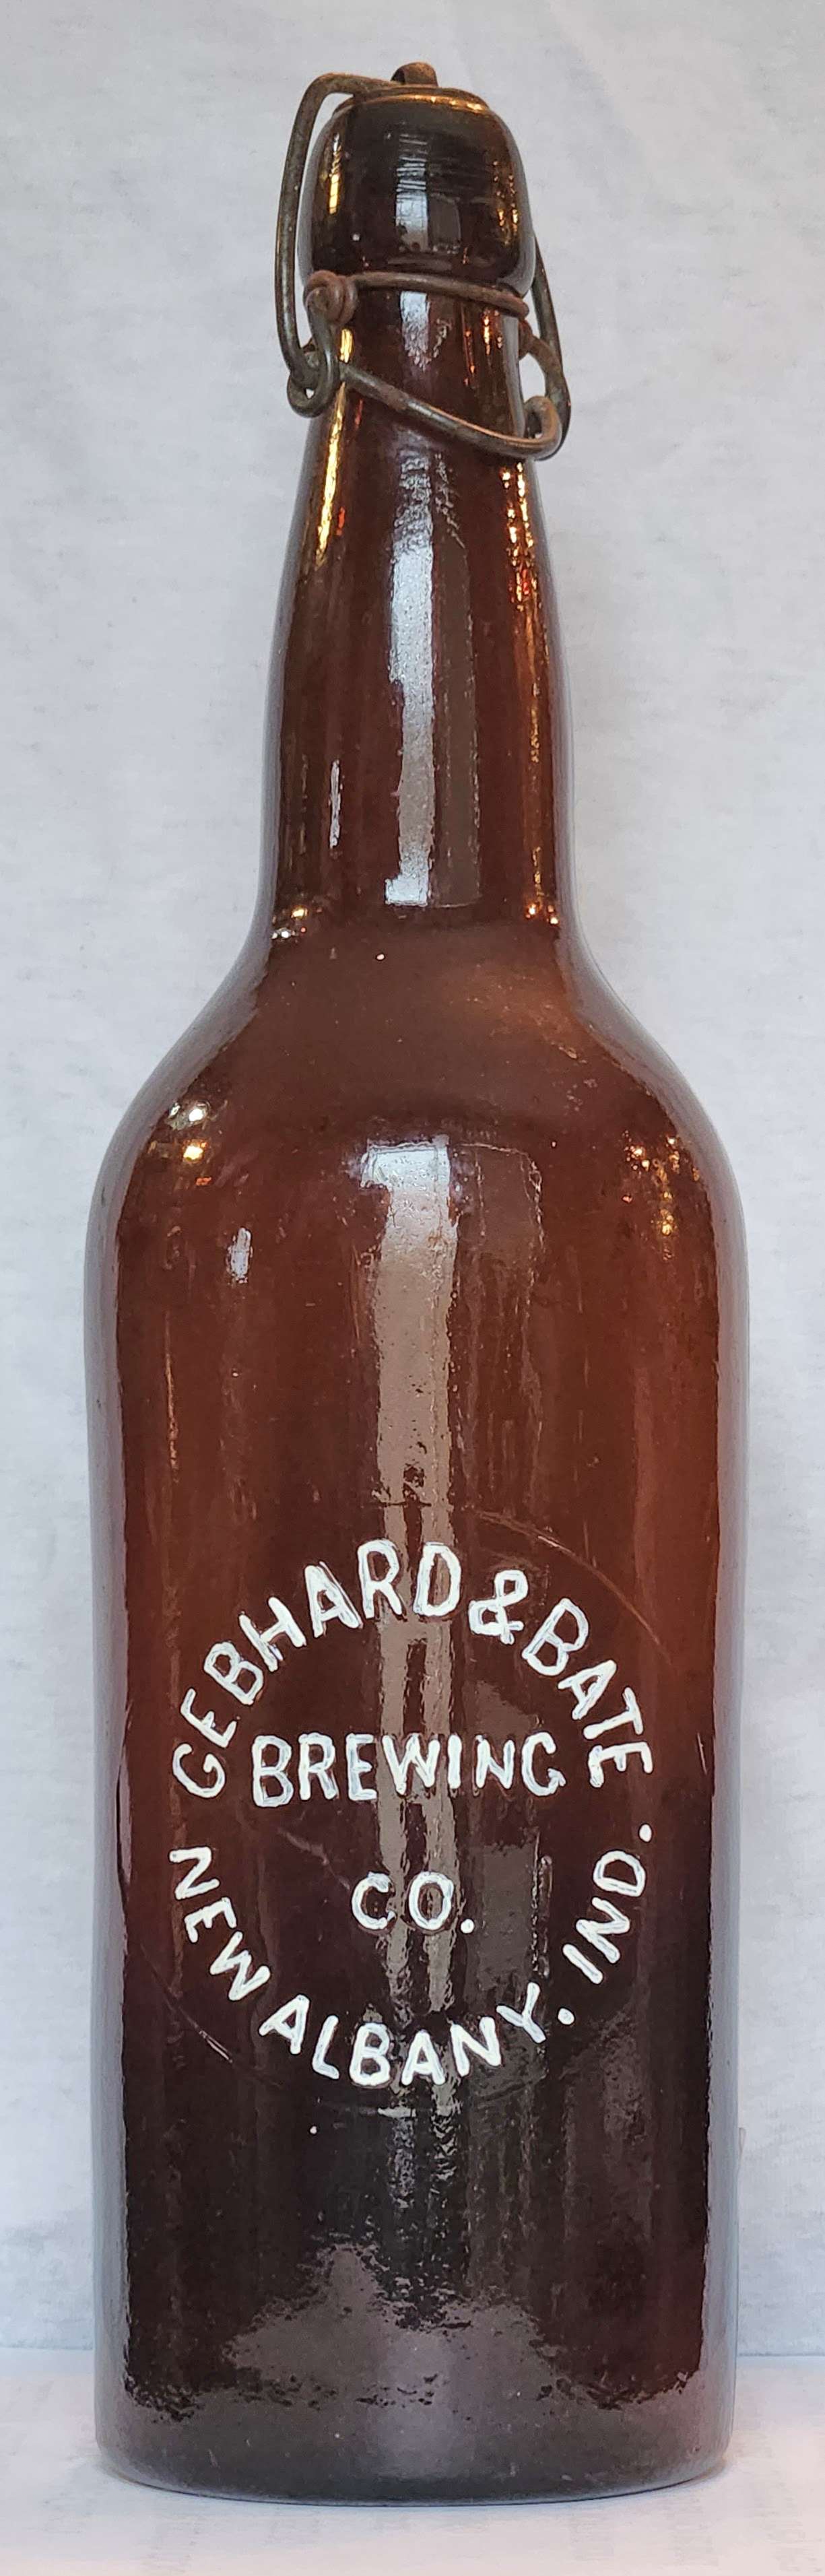 GEBHARD & BATE
BREWING
CO.
NEW ALBANY. IND.